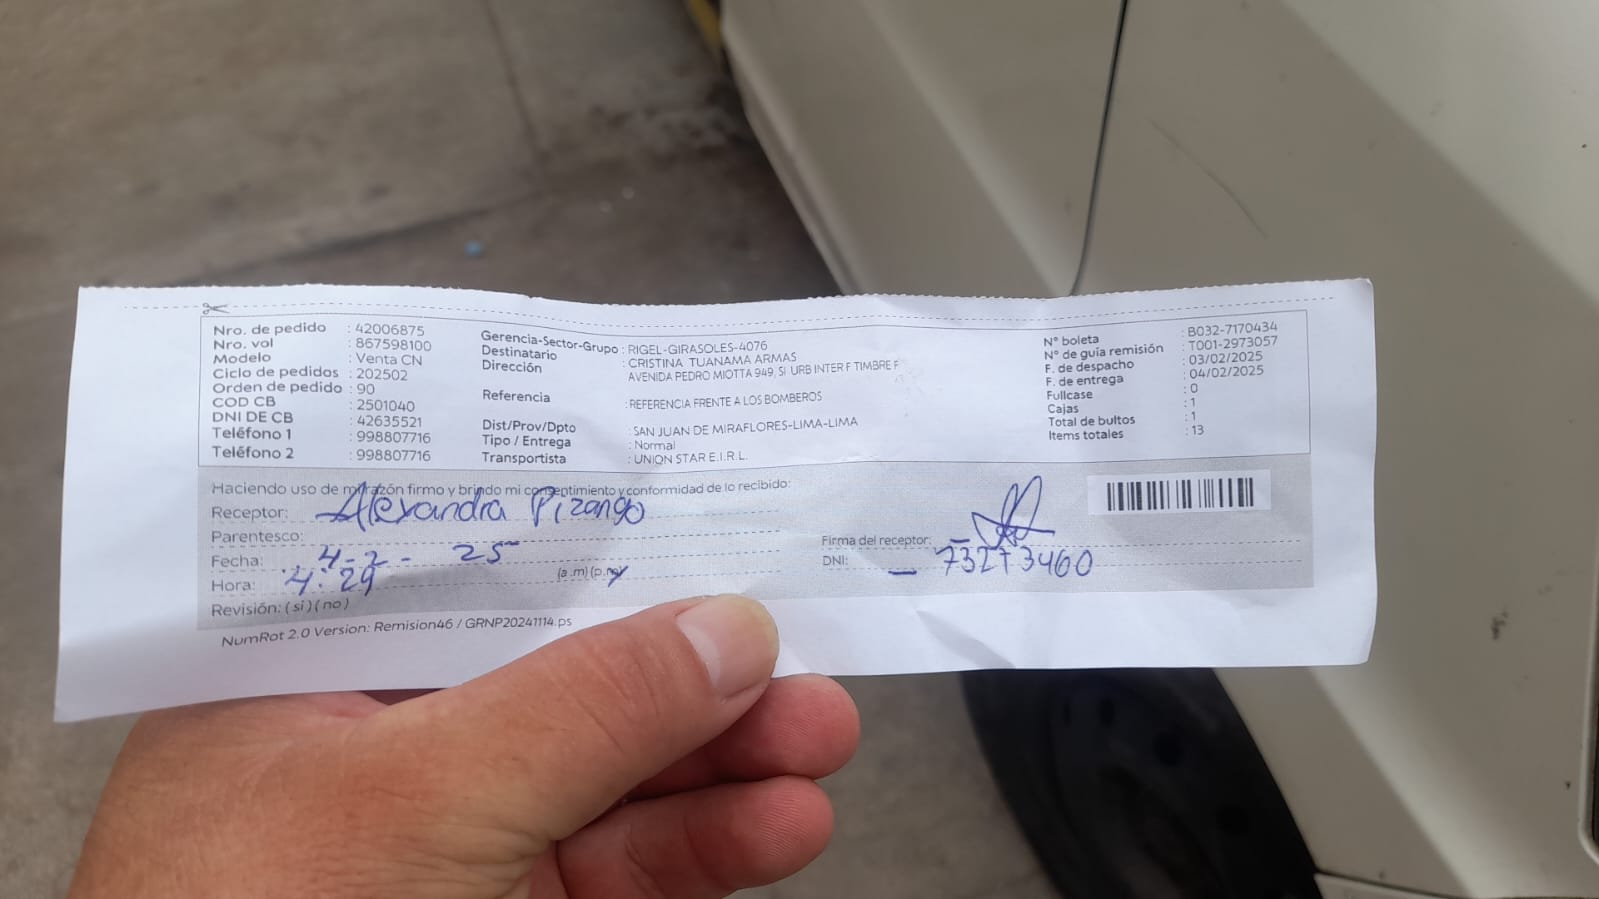 Nro. de pedido : 42006875
Nro. vol : 867598100
Modelo : Venta CN
Ciclo de pedidos : 202502
Orden de pedido : 90
COD CB : 2501040
DNI DE CB : 42635521
Teléfono 1 : 998807716
Teléfono 2 : 998807716
Gerencia-Sector-Grupo : RIGEL-GIRASOLES-4076
Destinatario : CRISTINA TUANAMA ARMAS
Dirección AVENIDA PEDRO MIOTTA 949, SI URB INTER F TIMBRE F
Referencia : REFERENCIA FRENTE A LOS BOMBEROS
Dist/Prov/Dpto : SAN JUAN DE MIRAFLORES-LIMA-LIMA
Tipo / Entrega : Normal
Transportista : UNION STAR E.I.R.L.
N° boleta : B032-7170434
N° de guía remisión : T001-2973057
F. de despacho : 03/02/2025
F. de entrega : 04/02/2025
Fullcase : 0
Cajas : 1
Total de bultos : 1
Items totales : 13
Haciendo uso de mi razón firmo y brindo mi consentimiento y conformidad de lo recibido:
Receptor: Alexandra Pizango
Parentesco:
Fecha: 4-2-25
Hora: 4:29 (a.m) (p.m)
Revisión: ( si ) ( no )
Firma del receptor:
DNI: 73273460
NumRot 2.0 Version: Remision46 / GRNP20241114.ps